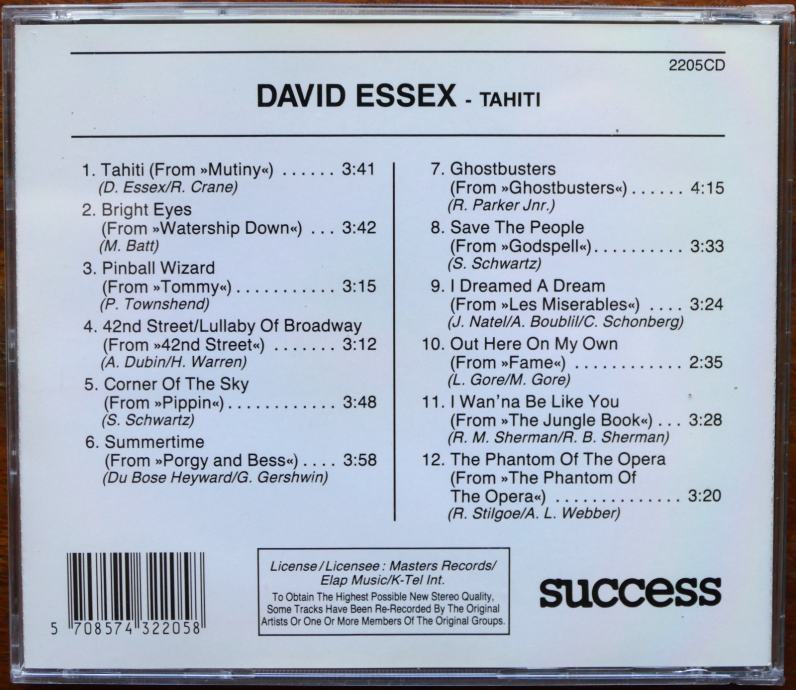 2205CD
DAVID ESSEX - TAHITI
1. Tahiti (From »Mutiny«) ...... 3:41
(D. Essex/R. Crane)
2. Bright Eyes
(From »Watership Down«) ... 3:42
(M. Batt)
3. Pinball Wizard
(From »Tommy«)........... 3:15
(P. Townshend)
4. 42nd Street/Lullaby Of Broadway
(From »42nd Street«) ....... 3:12
(A. Dubin/H. Warren)
5. Corner Of The Sky
(From »Pippin«)............ 3:48
(S. Schwartz)
6. Summertime
(From »Porgy and Bess«) .... 3:58
(Du Bose Heyward/G. Gershwin)
7. Ghostbusters
(From »Ghostbusters«)...... 4:15
(R. Parker Jnr.)
8. Save The People
(From »Godspell«).......... 3:33
(S. Schwartz)
9. I Dreamed A Dream
(From »Les Miserables«) .... 3:24
(J. Natel/A. Boublil/C. Schonberg)
10. Out Here On My Own
(From »Fame«) ............ 2:35
(L. Gore/M. Gore)
11. I Wan'na Be Like You
(From »The Jungle Book«)... 3:28
(R. M. Sherman/R. B. Sherman)
12. The Phantom Of The Opera
(From »The Phantom Of
The Opera«) .............. 3:20
(R. Stilgoe/A. L. Webber)
5 708574 322058
License/Licensee: Masters Records/
Elap Music/K-Tel Int.
To Obtain The Highest Possible New Stereo Quality,
Some Tracks Have Been Re-Recorded By The Original
Artists Or One Or More Members Of The Original Groups.
success